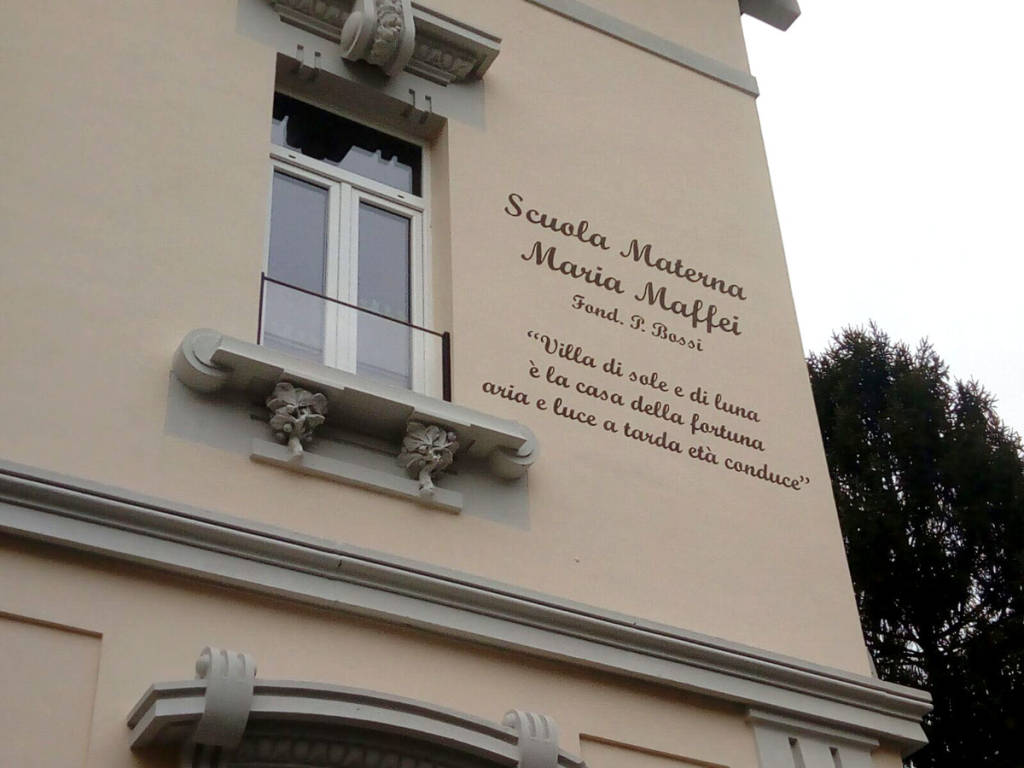 Scuola Materna
Maria Maffei
Fond. P. Bossi
“Villa di sole e di luna
è la casa della fortuna
aria e luce a tarda età conduce”